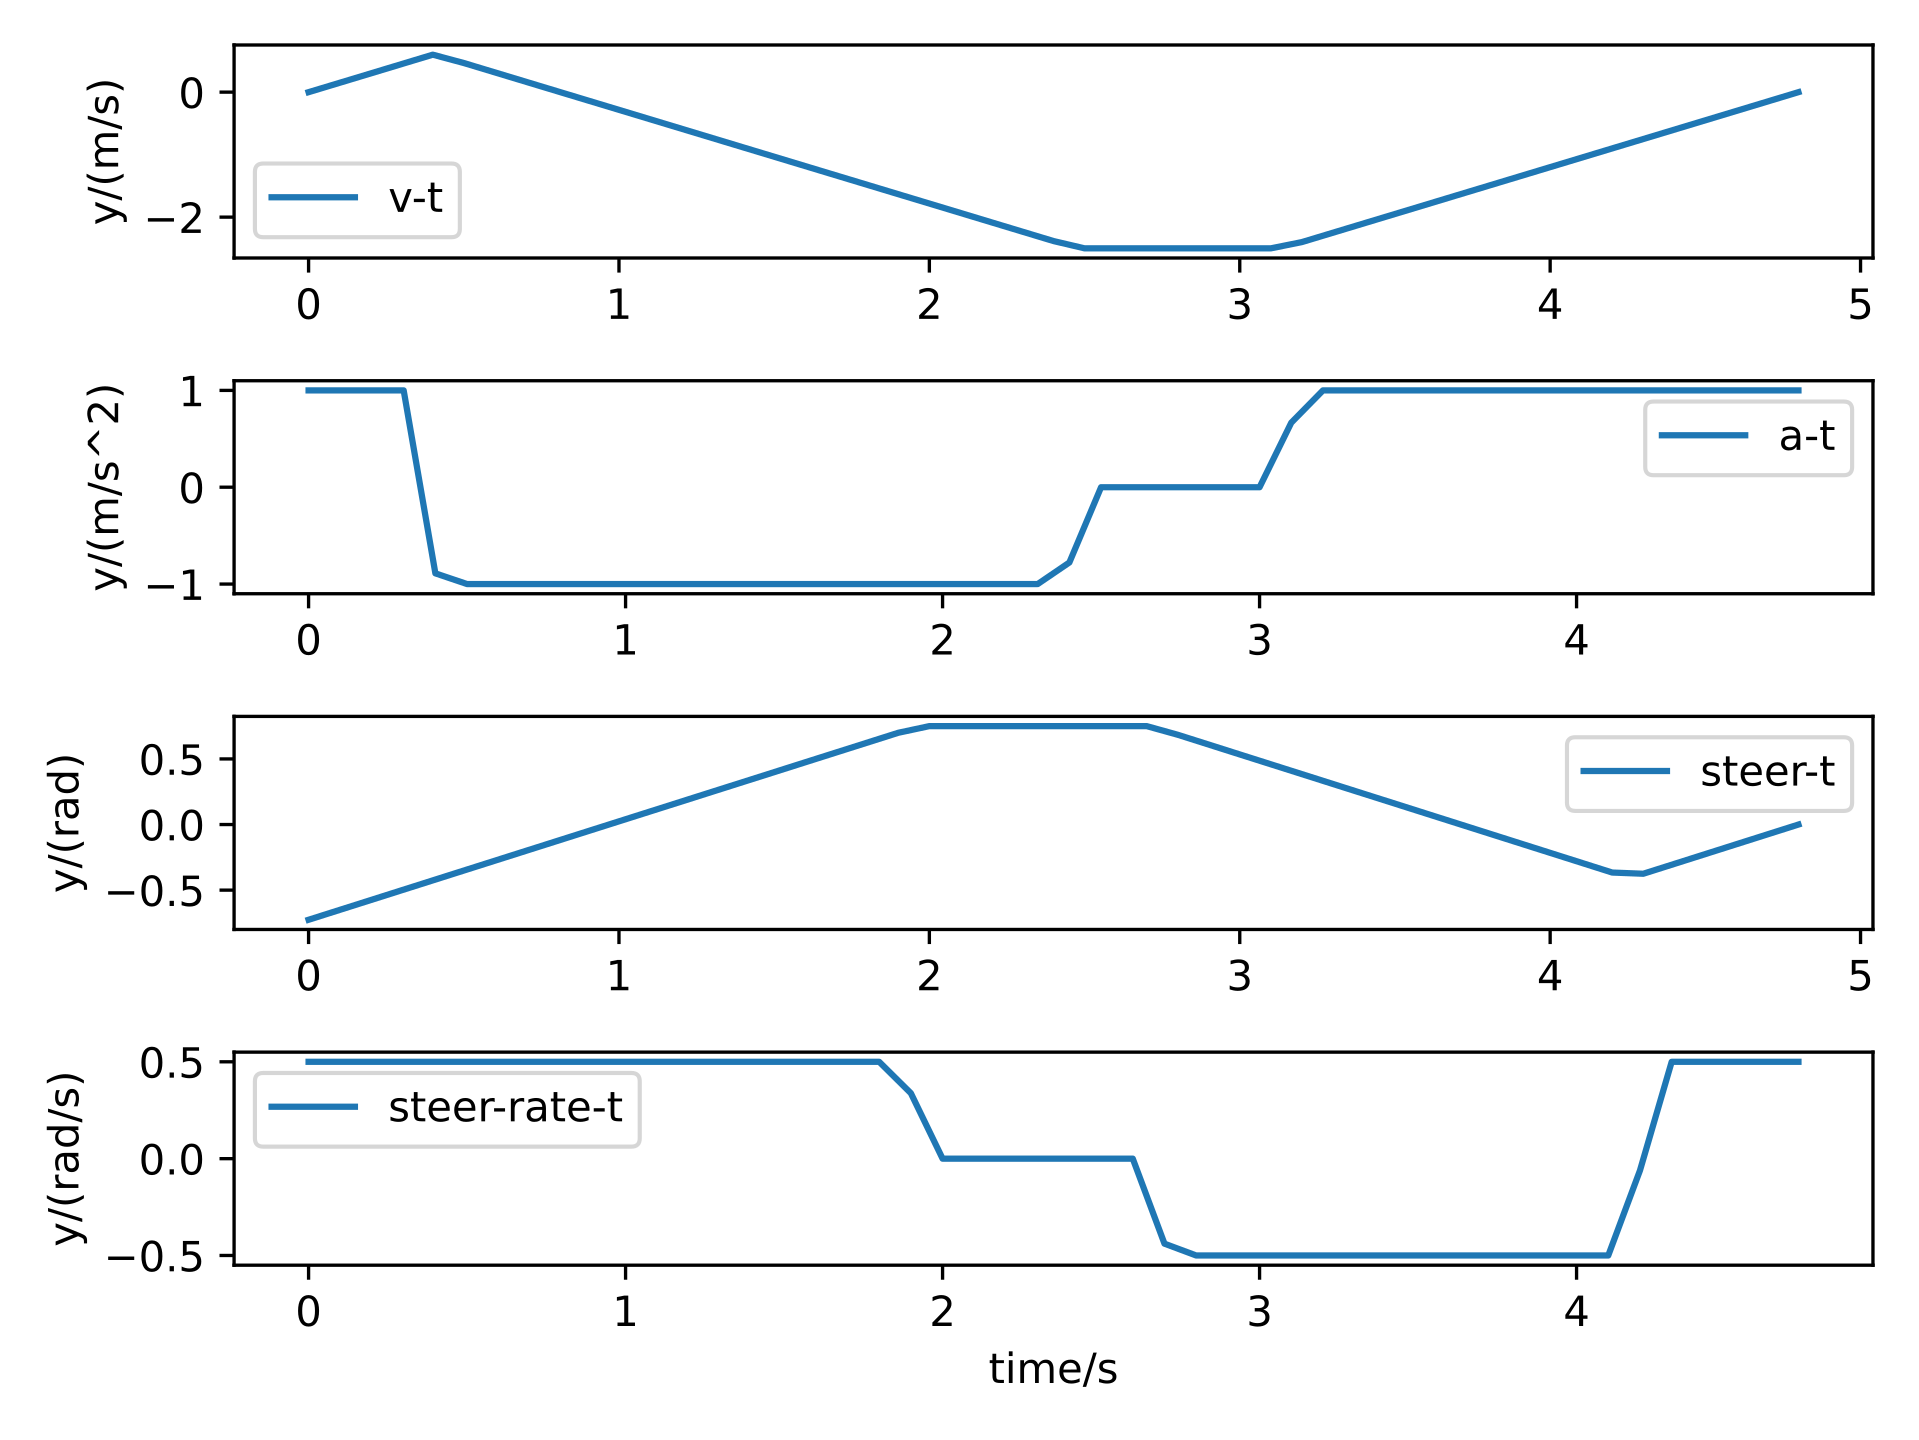 y/(m/s)
0
−2
v-t
0 1 2 3 4 5
y/(m/s^2)
1
0
−1
a-t
0 1 2 3 4
y/(rad)
0.5
0.0
−0.5
steer-t
0 1 2 3 4 5
y/(rad/s)
0.5
0.0
−0.5
steer-rate-t
0 1 2 3 4
time/s